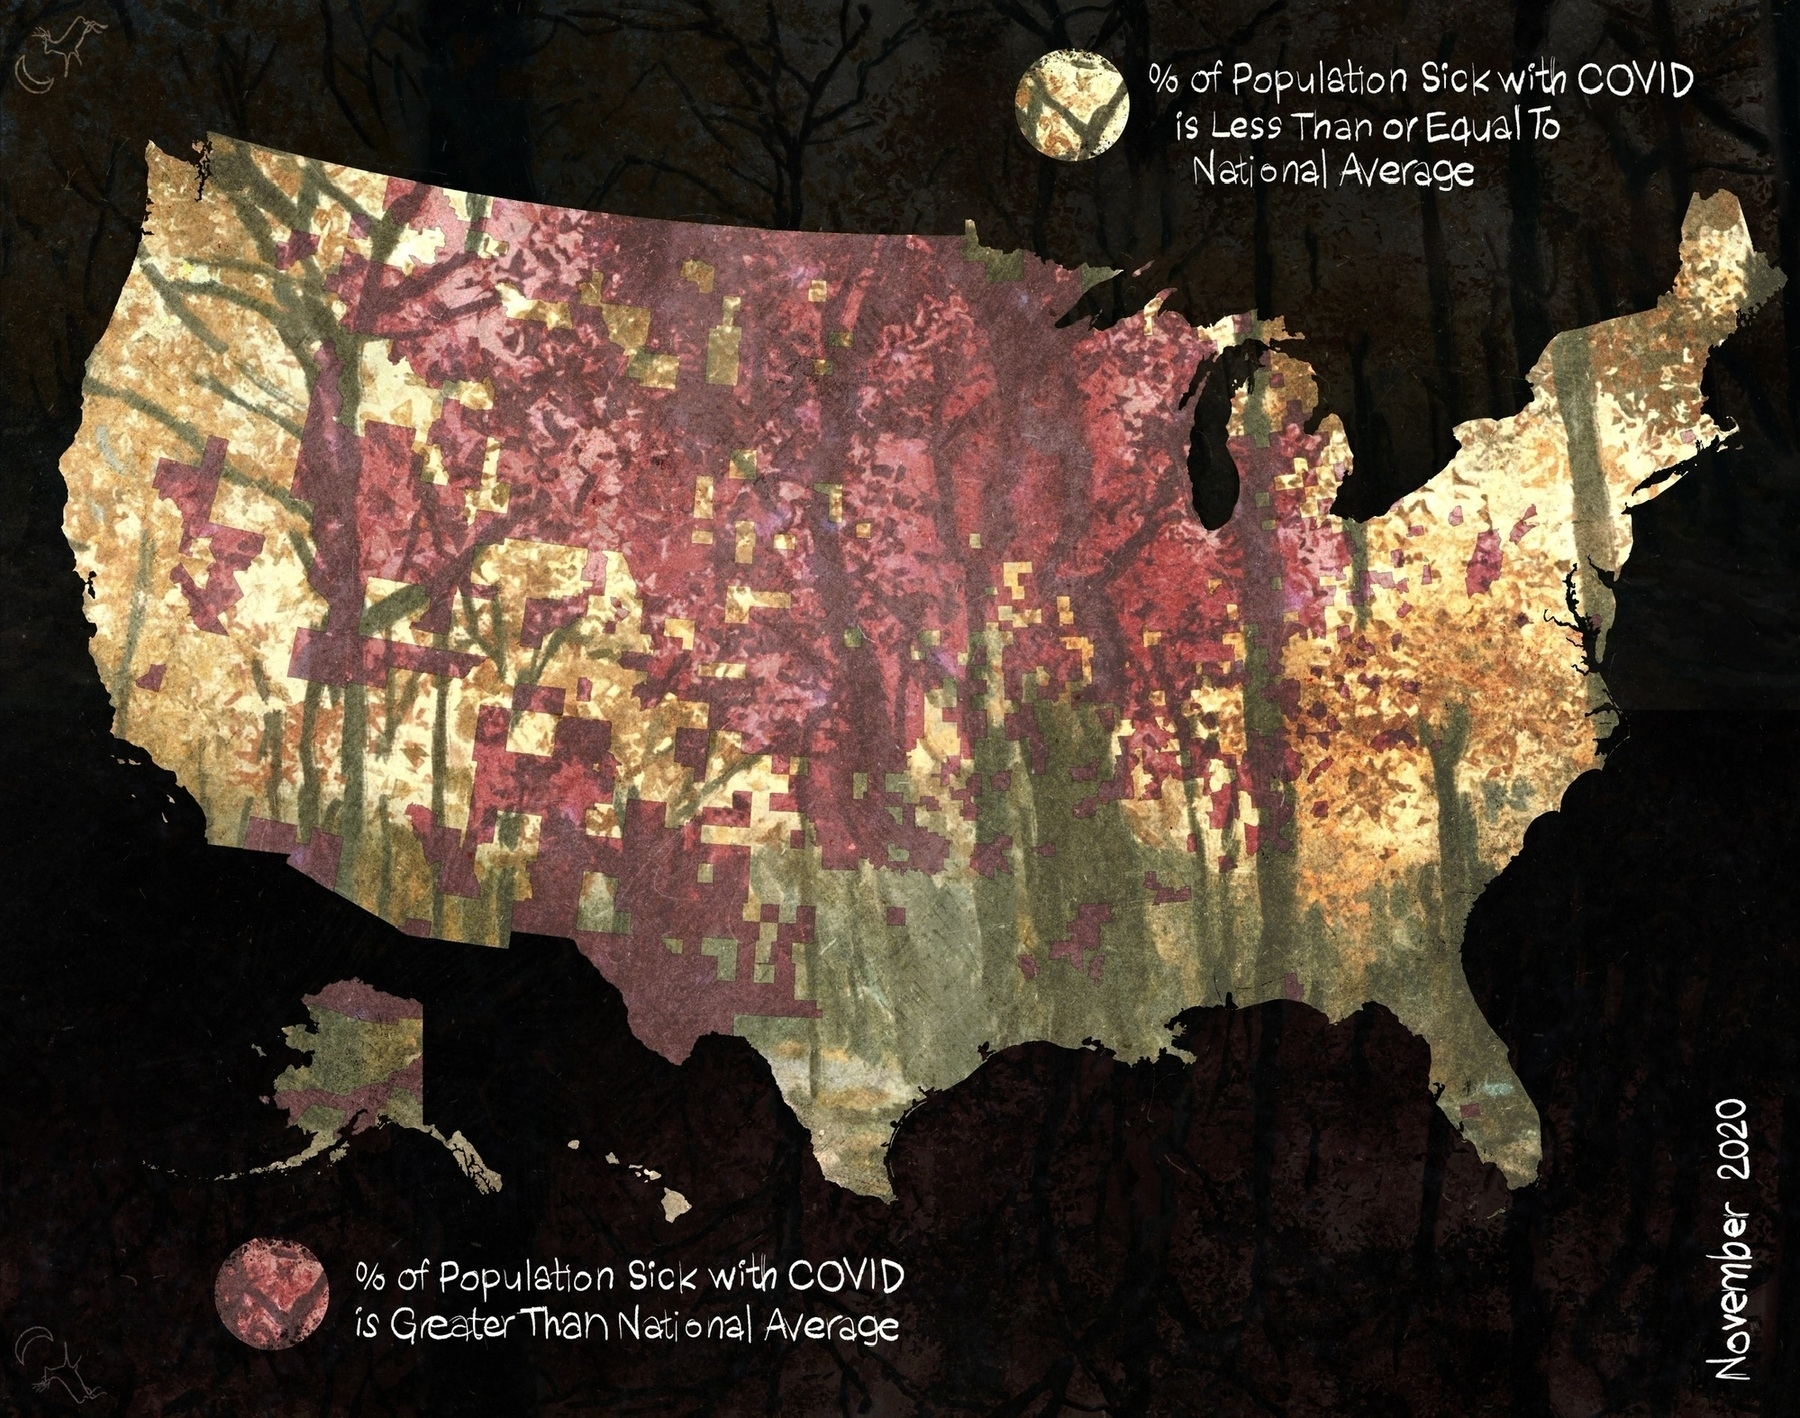 % of Population Sick with COVID
is Less Than or Equal To
National Average
% of Population Sick with COVID
is Greater Than National Average
November 2020